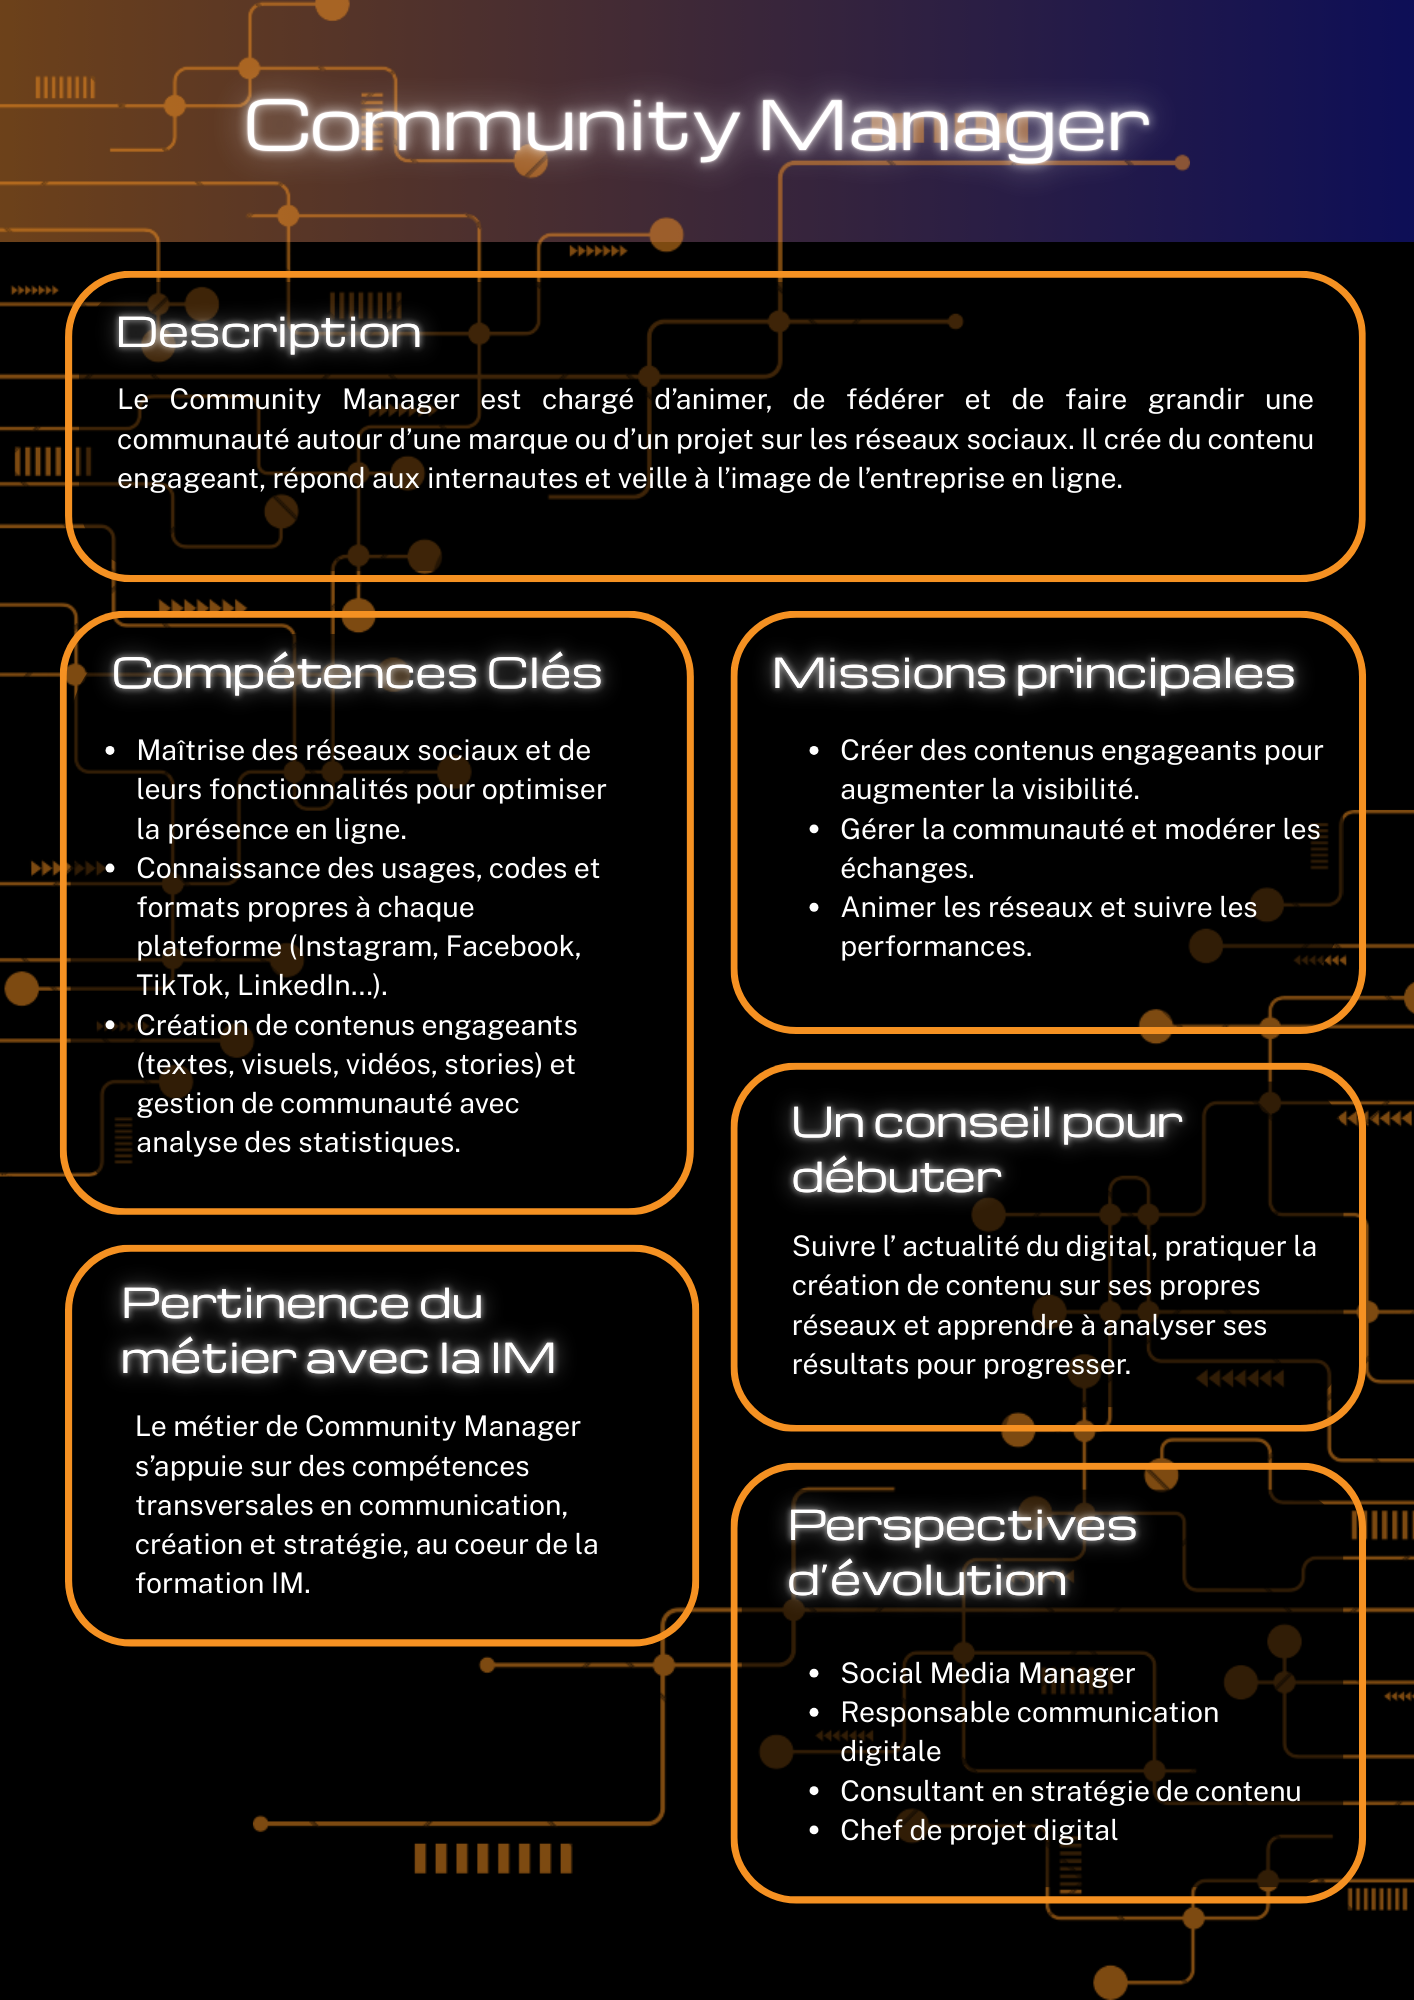 Community Manager
Description
Le Community Manager est chargé d’animer, de fédérer et de faire grandir une
communauté autour d’une marque ou d’un projet sur les réseaux sociaux. Il crée du contenu
engageant, répond aux internautes et veille à l’image de l’entreprise en ligne.
Compétences Clés
• Maîtrise des réseaux sociaux et de
leurs fonctionnalités pour optimiser
la présence en ligne.
• Connaissance des usages, codes et
formats propres à chaque
plateforme (Instagram, Facebook,
TikTok, LinkedIn...).
• Création de contenus engageants
(textes, visuels, vidéos, stories) et
gestion de communauté avec
analyse des statistiques.
Pertinence du
métier avec la IM
Le métier de Community Manager
s’appuie sur des compétences
transversales en communication,
création et stratégie, au coeur de la
formation IM.
Missions principales
• Créer des contenus engageants pour
augmenter la visibilité.
• Gérer la communauté et modérer les
échanges.
• Animer les réseaux et suivre les
performances.
Un conseil pour
débuter
Suivre l’ actualité du digital, pratiquer la
création de contenu sur ses propres
réseaux et apprendre à analyser ses
résultats pour progresser.
Perspectives
d’évolution
• Social Media Manager
• Responsable communication
digitale
• Consultant en stratégie de contenu
• Chef de projet digital